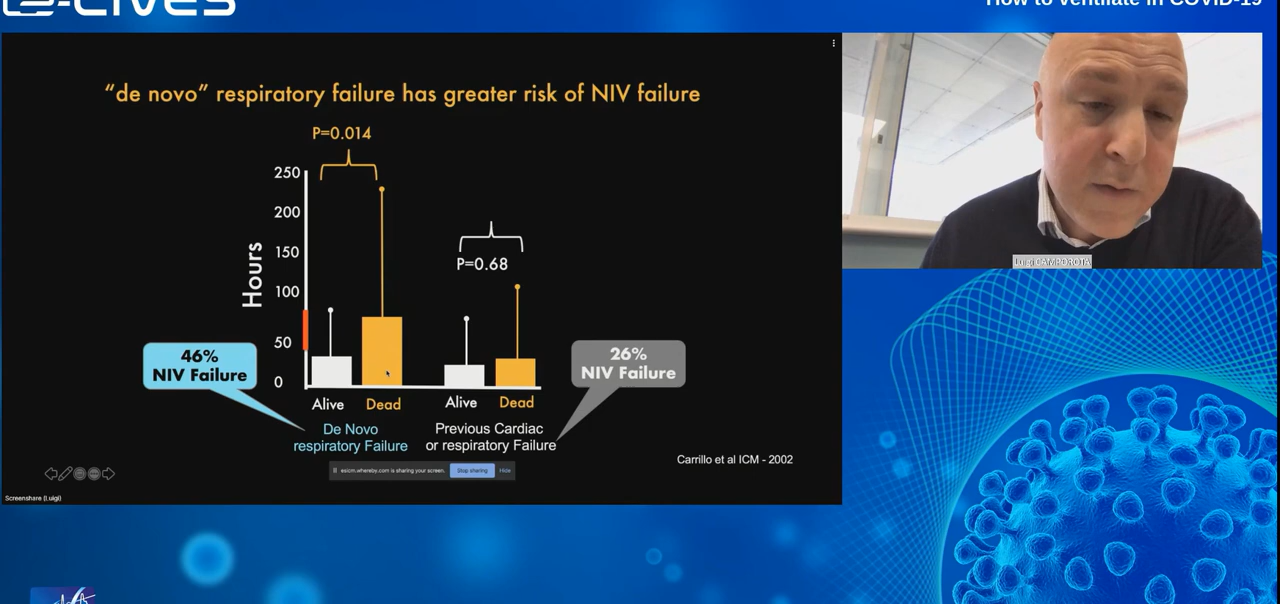 e-LIVES
How to ventilate in COVID-19
"de novo" respiratory failure has greater risk of NIV failure
P=0.014
250
200
150
100
50
0
Hours
P=0.68
46%
NIV Failure
26%
NIV Failure
Alive
Dead
Alive
Dead
De Novo
respiratory Failure
Previous Cardiac
or respiratory Failure
Carrillo et al ICM - 2002
esicm.whereby.com is sharing your screen.
Stop sharing
Hide
Screenshare (Luigi)
Luigi CAMPOROTA